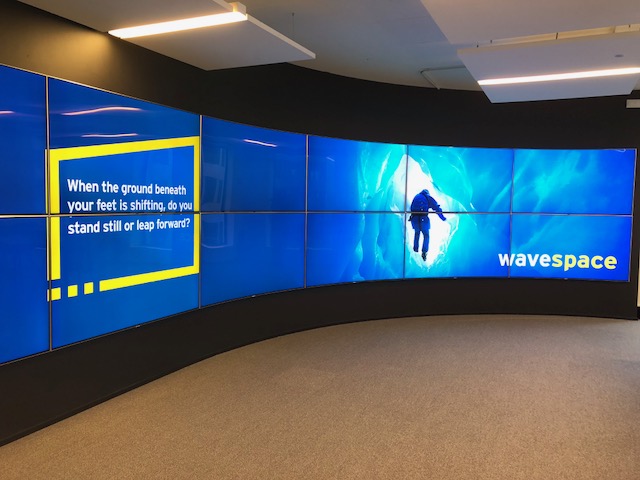 When the ground beneath
your feet is shifting, do you
stand still or leap forward?
wavespace